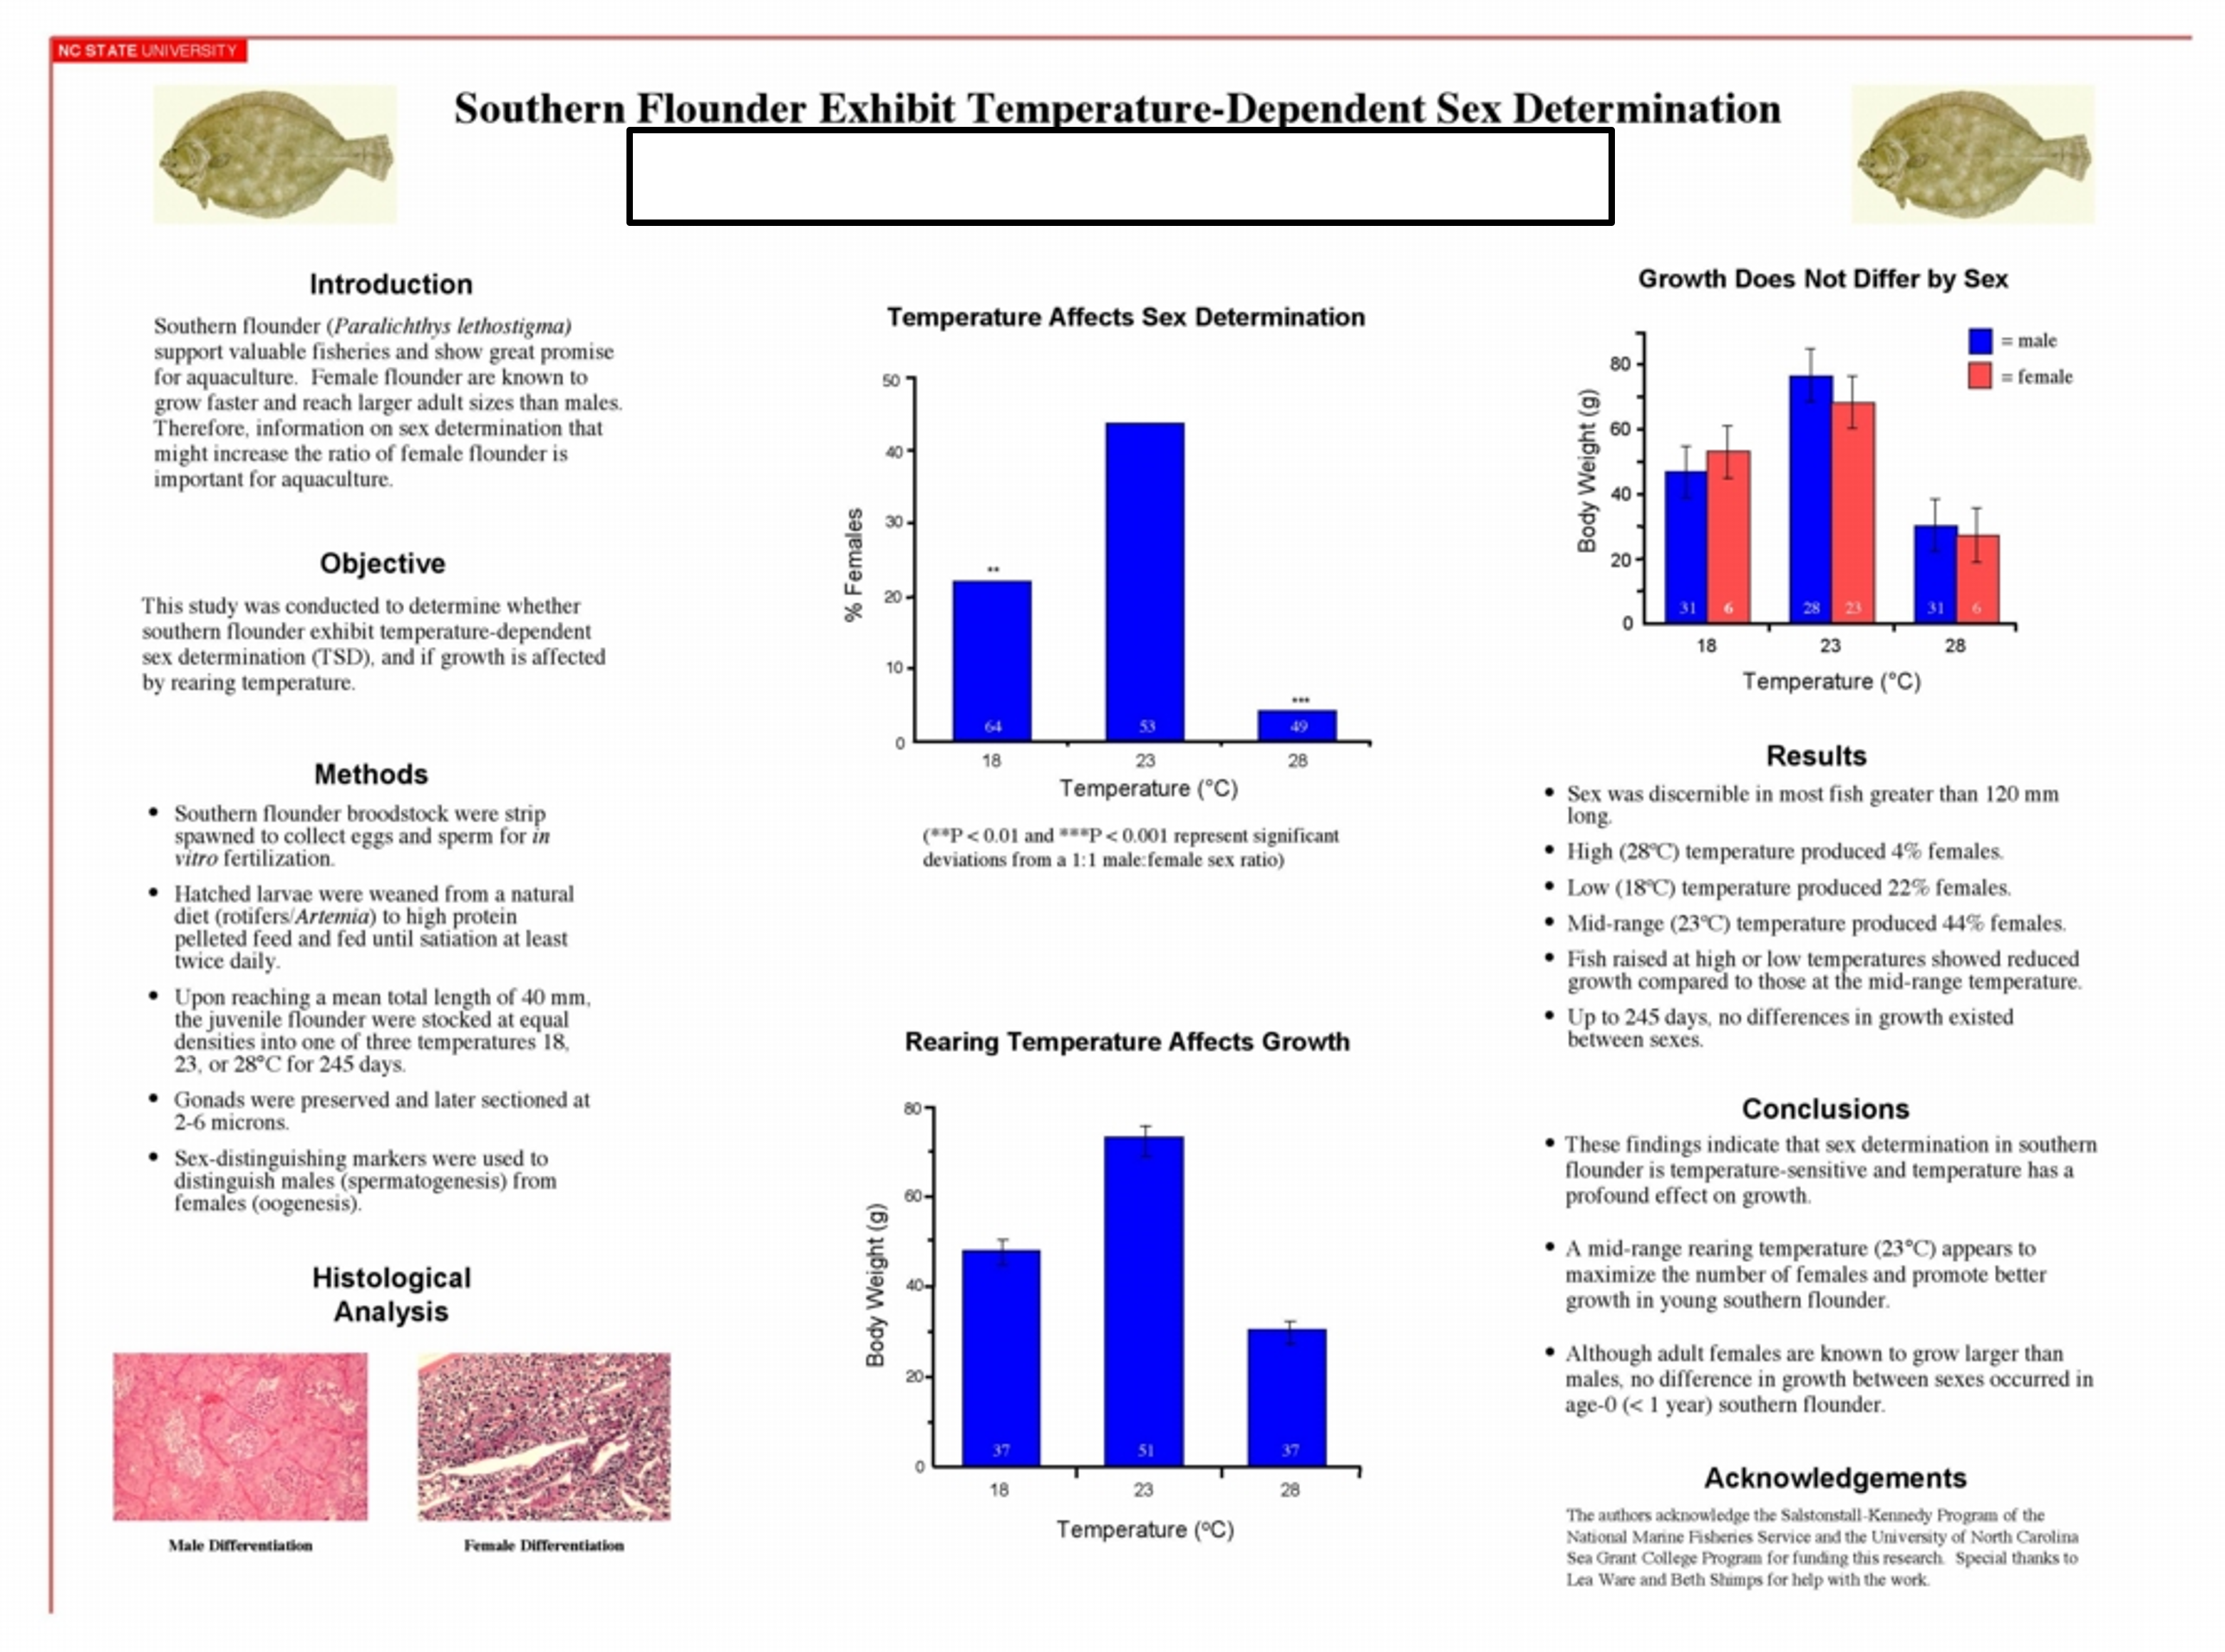 NC STATE UNIVERSITY
Southern Flounder Exhibit Temperature-Dependent Sex Determination
Introduction
Southern flounder (Paralichthys lethostigma)
support valuable fisheries and show great promise
for aquaculture. Female flounder are known to
grow faster and reach larger adult sizes than males.
Therefore, information on sex determination that
might increase the ratio of female flounder is
important for aquaculture.
Objective
This study was conducted to determine whether
southern flounder exhibit temperature-dependent
sex determination (TSD), and if growth is affected
by rearing temperature.
Methods
• Southern flounder broodstock were strip
spawned to collect eggs and sperm for in
vitro fertilization.
• Hatched larvae were weaned from a natural
diet (rotifers/Artemia) to high protein
pelleted feed and fed until satiation at least
twice daily.
• Upon reaching a mean total length of 40 mm,
the juvenile flounder were stocked at equal
densities into one of three temperatures 18,
23, or 28°C for 245 days.
• Gonads were preserved and later sectioned at
2-6 microns.
• Sex-distinguishing markers were used to
distinguish males (spermatogenesis) from
females (oogenesis).
Histological
Analysis
Male Differentiation
Female Differentiation
Temperature Affects Sex Determination
% Females
50
40
30
20
10
0
**
***
64
53
49
18
23
28
Temperature (°C)
(**P < 0.01 and ***P < 0.001 represent significant
deviations from a 1:1 male:female sex ratio)
Rearing Temperature Affects Growth
Body Weight (g)
80
60
40
20
0
37
51
37
18
23
28
Temperature (°C)
Growth Does Not Differ by Sex
= male
= female
Body Weight (g)
80
60
40
20
0
31
6
28
23
31
6
18
23
28
Temperature (°C)
Results
• Sex was discernible in most fish greater than 120 mm
long.
• High (28°C) temperature produced 4% females.
• Low (18°C) temperature produced 22% females.
• Mid-range (23°C) temperature produced 44% females.
• Fish raised at high or low temperatures showed reduced
growth compared to those at the mid-range temperature.
• Up to 245 days, no differences in growth existed
between sexes.
Conclusions
• These findings indicate that sex determination in southern
flounder is temperature-sensitive and temperature has a
profound effect on growth.
• A mid-range rearing temperature (23°C) appears to
maximize the number of females and promote better
growth in young southern flounder.
• Although adult females are known to grow larger than
males, no difference in growth between sexes occurred in
age-0 (< 1 year) southern flounder.
Acknowledgements
The authors acknowledge the Salstonstall-Kennedy Program of the
National Marine Fisheries Service and the University of North Carolina
Sea Grant College Program for funding this research. Special thanks to
Lea Ware and Beth Shimps for help with the work.